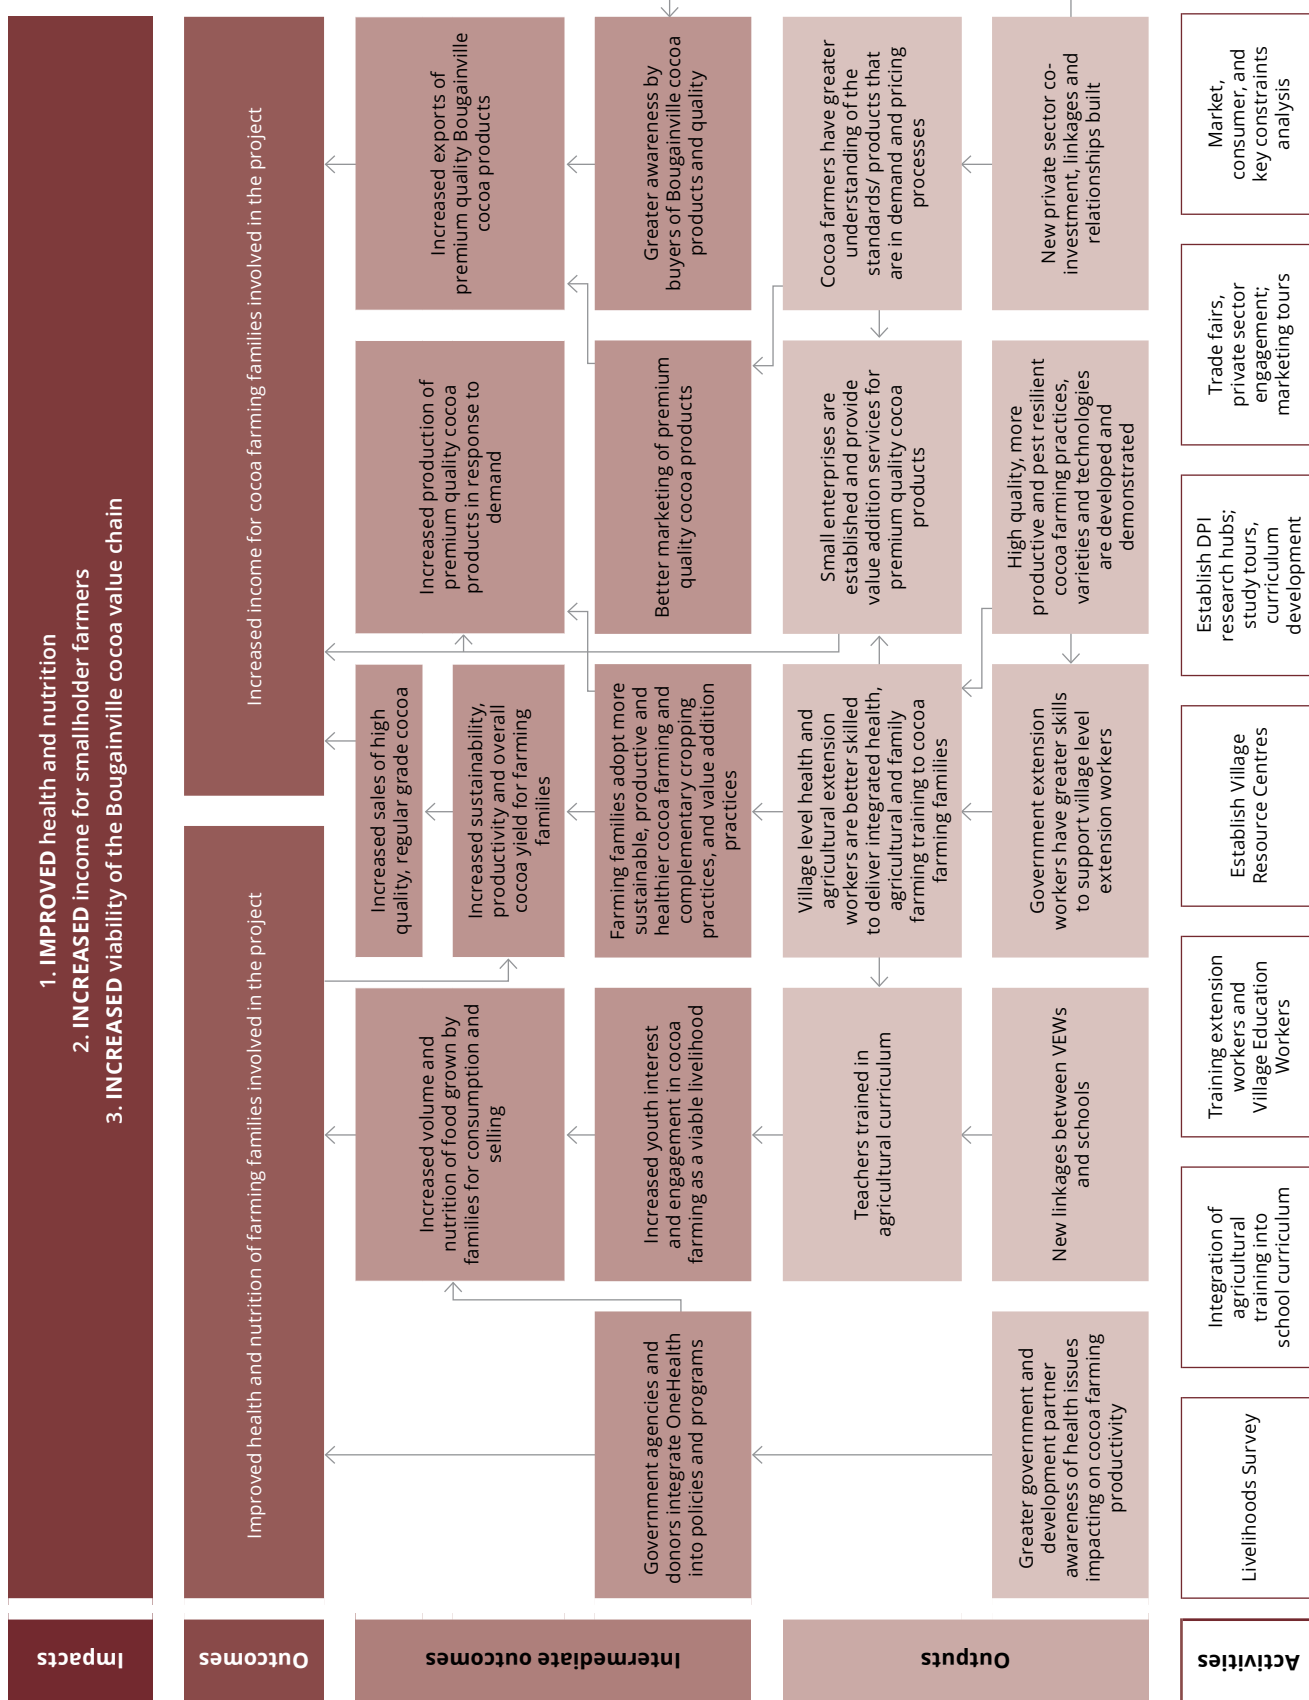 Impacts
1. IMPROVED health and nutrition
2. INCREASED income for smallholder farmers
3. INCREASED viability of the Bougainville cocoa value chain
Outcomes
Improved health and nutrition of farming families involved in the project
Increased income for cocoa farming families involved in the project
Intermediate outcomes
Increased volume and
nutrition of food grown by
families for consumption and
selling
Increased sales of high
quality, regular grade cocoa
Increased sustainability,
productivity and overall
cocoa yield for farming
families
Increased production of
premium quality cocoa
products in response to
demand
Increased exports of
premium quality Bougainville
cocoa products
Government agencies and
donors integrate OneHealth
into policies and programs
Increased youth interest
and engagement in cocoa
farming as a viable livelihood
Farming families adopt more
sustainable, productive and
healthier cocoa farming and
complementary cropping
practices, and value addition
practices
Better marketing of premium
quality cocoa products
Greater awareness by
buyers of Bougainville cocoa
products and quality
Outputs
Teachers trained in
agricultural curriculum
Village level health and
agricultural extension
workers are better skilled
to deliver integrated health,
agricultural and family
farming training to cocoa
farming families
Small enterprises are
established and provide
value addition services for
premium quality cocoa
products
Cocoa farmers have greater
understanding of the
standards/ products that
are in demand and pricing
processes
Greater government and
development partner
awareness of health issues
impacting on cocoa farming
productivity
New linkages between VEWs
and schools
Government extension
workers have greater skills
to support village level
extension workers
High quality, more
productive and pest resilient
cocoa farming practices,
varieties and technologies
are developed and
demonstrated
New private sector co-
investment, linkages and
relationships built
Activities
Livelihoods Survey
Integration of
agricultural
training into
school curriculum
Training extension
workers and
Village Education
Workers
Establish Village
Resource Centres
Establish DPI
research hubs;
study tours,
curriculum
development
Trade fairs,
private sector
engagement;
marketing tours
Market,
consumer, and
key constraints
analysis